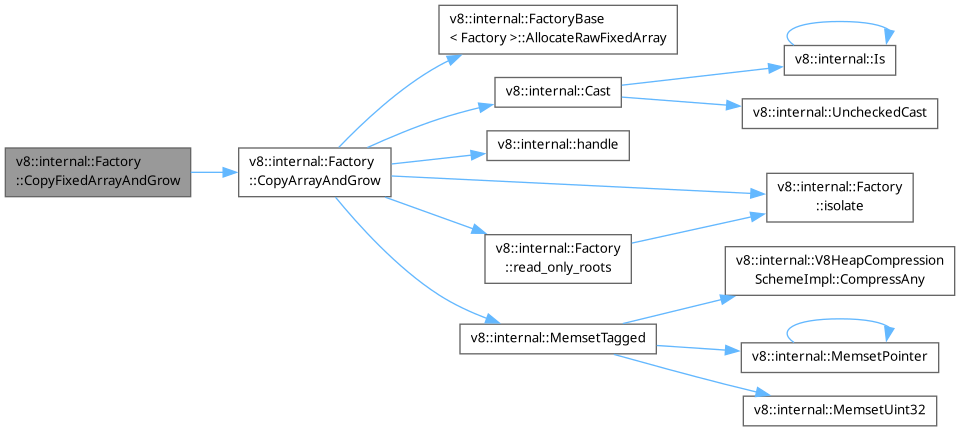 v8::internal::Factory
::CopyFixedArrayAndGrow
v8::internal::Factory
::CopyArrayAndGrow
v8::internal::FactoryBase
< Factory >::AllocateRawFixedArray
v8::internal::Cast
v8::internal::Is
v8::internal::UncheckedCast
v8::internal::handle
v8::internal::Factory
::isolate
v8::internal::Factory
::read_only_roots
v8::internal::V8HeapCompression
SchemeImpl::CompressAny
v8::internal::MemsetTagged
v8::internal::MemsetPointer
v8::internal::MemsetUint32